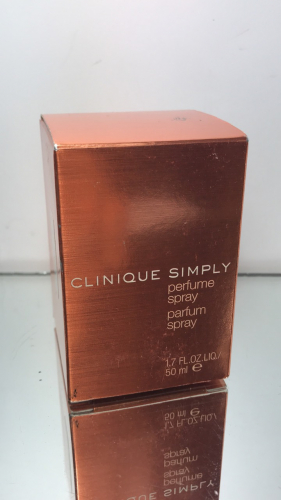 CLINIQUE SIMPLY
perfume
spray
parfum
spray
1.7 FL.OZ.LIQ./
50 ml ℮